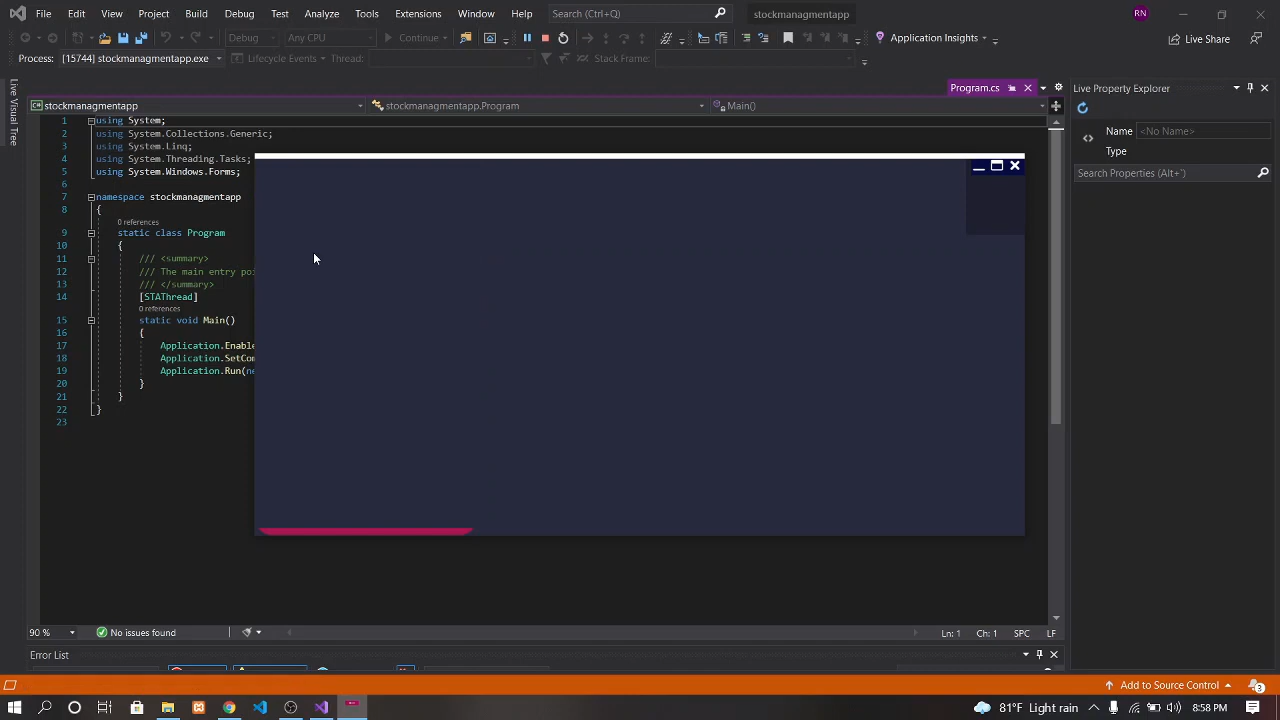 File Edit View Git Project Build Debug Test Analyze Tools Extensions Window Help Search (Ctrl+Q) stockmanagmentapp RN
Debug Any CPU Continue Application Insights Live Share
Process: [15744] stockmanagmentapp.exe Lifecycle Events Thread: Stack Frame:
Live Visual Tree
Program.cs
Live Property Explorer
stockmanagmentapp stockmanagmentapp.Program Main()
Name <No Name>
Type
Search Properties (Alt+')
1 using System;
2 using System.Collections.Generic;
3 using System.Linq;
4 using System.Threading.Tasks;
5 using System.Windows.Forms;
6
7 namespace stockmanagmentapp
8 {
0 references
9 static class Program
10 {
11 /// <summary>
12 /// The main entry poi
13 /// </summary>
14 [STAThread]
0 references
15 static void Main()
16 {
17 Application.Enable
18 Application.SetCom
19 Application.Run(ne
20 }
21 }
22 }
23
90 % No issues found Ln: 1 Ch: 1 SPC LF
Error List
Add to Source Control 3
81°F Light rain 8:58 PM